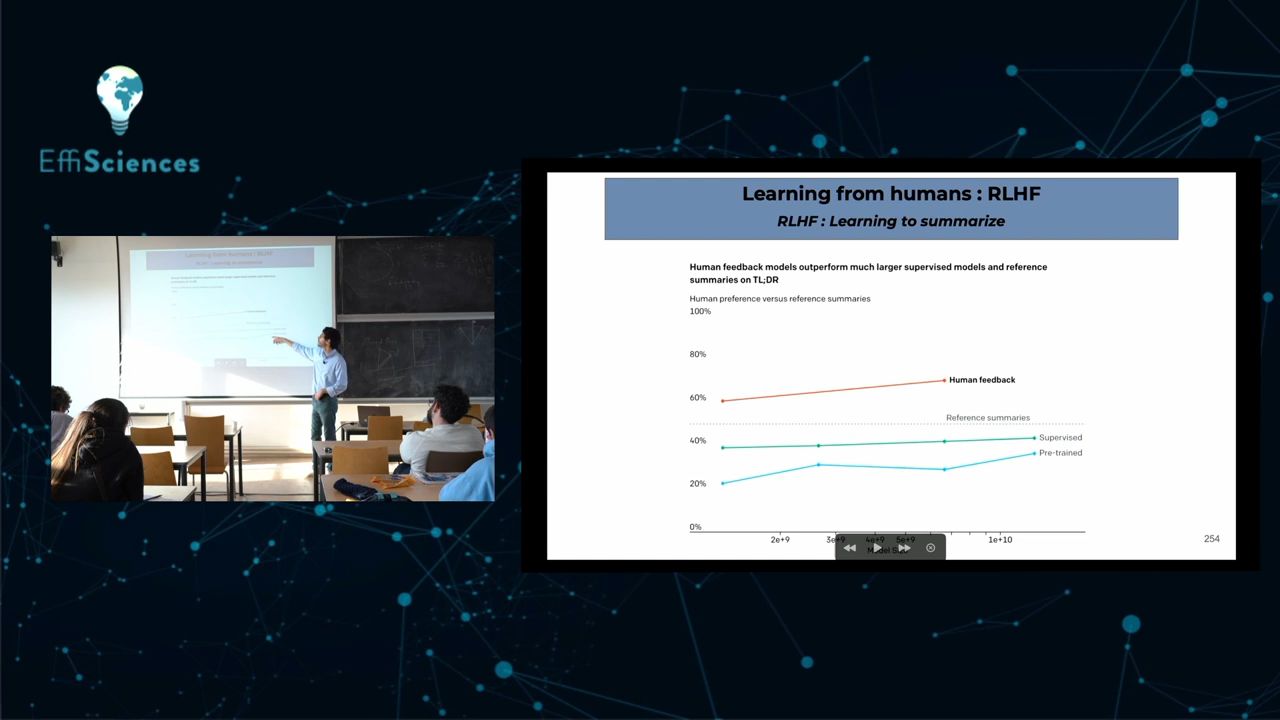 EffiSciences
Learning from humans : RLHF
RLHF : Learning to summarize
Human feedback models outperform much larger supervised models and reference
summaries on TL;DR
Human preference versus reference summaries
100%
80%
Human feedback
60%
Reference summaries
Supervised
40%
Pre-trained
20%
0%
2e+9
1e+10
254